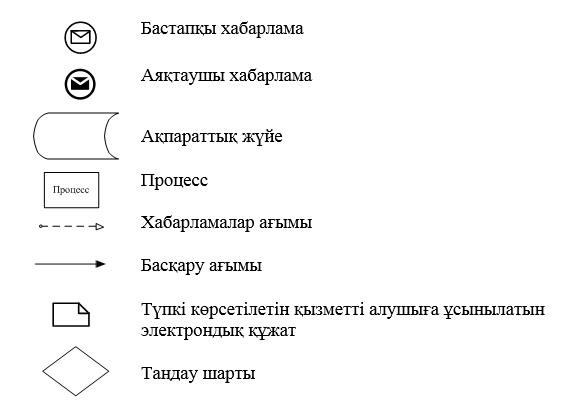 Бастапқы хабарлама
Аяқтаушы хабарлама
Ақпараттық жүйе
Процесс
Процесс
Хабарламалар ағымы
Басқару ағымы
Түпкі көрсетілетін қызметті алушыға ұсынылатын
электрондық құжат
Таңдау шарты